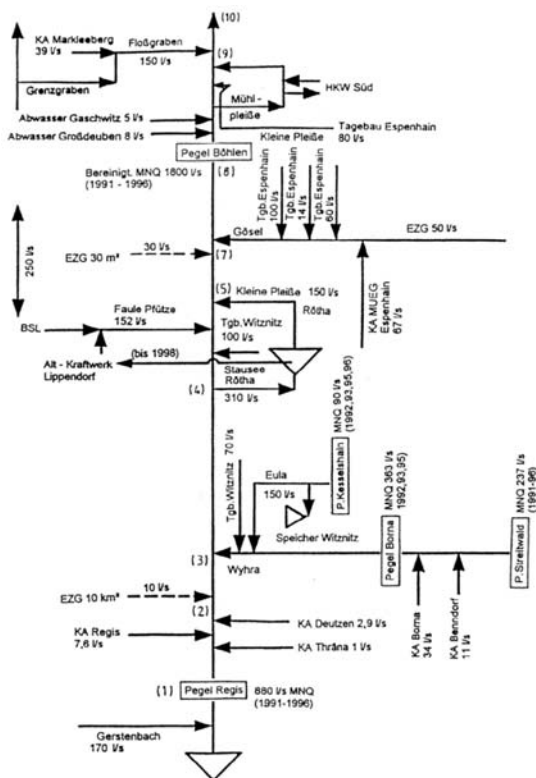 (10)
KA Markleeberg
39 l/s
Floßgraben
150 l/s
(9)
Grenzgraben
HKW Süd
Mühl -
pleiße
Abwasser Gaschwitz 5 l/s
Abwasser Großdeuben 8 l/s
Tagebau Espenhain
80 l/s
Kleine Pleiße
Pegel Böhlen
Bereinigt. MNQ 1800 l/s
(1991 - 1996)
(8)
Tgb.Espenhain
100 l/s
Tgb.Espenhain
14 l/s
Tgb.Espenhain
60 l/s
Gösel
EZG 50 l/s
250 l/s
EZG 30 m²
30 l/s
(7)
KA MUEG
Espenhain
67 l/s
(5)
Kleine Pleiße
150 l/s
Rötha
BSL
Faule Pfütze
152 l/s
Tgb.Witznitz
100 l/s
(bis 1998)
Alt - Kraftwerk
Lippendorf
Stausee
Rötha
310 l/s
(4)
P.Kesselshain
MNQ 90 l/s
(1992,93,95,96)
Tgb.Witznitz 70 l/s
Eula
150 l/s
Speicher Witznitz
Pegel Borna
MNQ 363 l/s
1992,93,95)
P.Streitwald
MNQ 237 l/s
(1991-96)
(3)
Wyhra
KA Borna
34 l/s
KA Benndorf
11 l/s
EZG 10 km²
10 l/s
(2)
KA Deutzen 2,9 l/s
KA Regis
7,6 l/s
KA Thräna 1 l/s
(1)
Pegel Regis
880 l/s MNQ
(1991-1996)
Gerstenbach
170 l/s